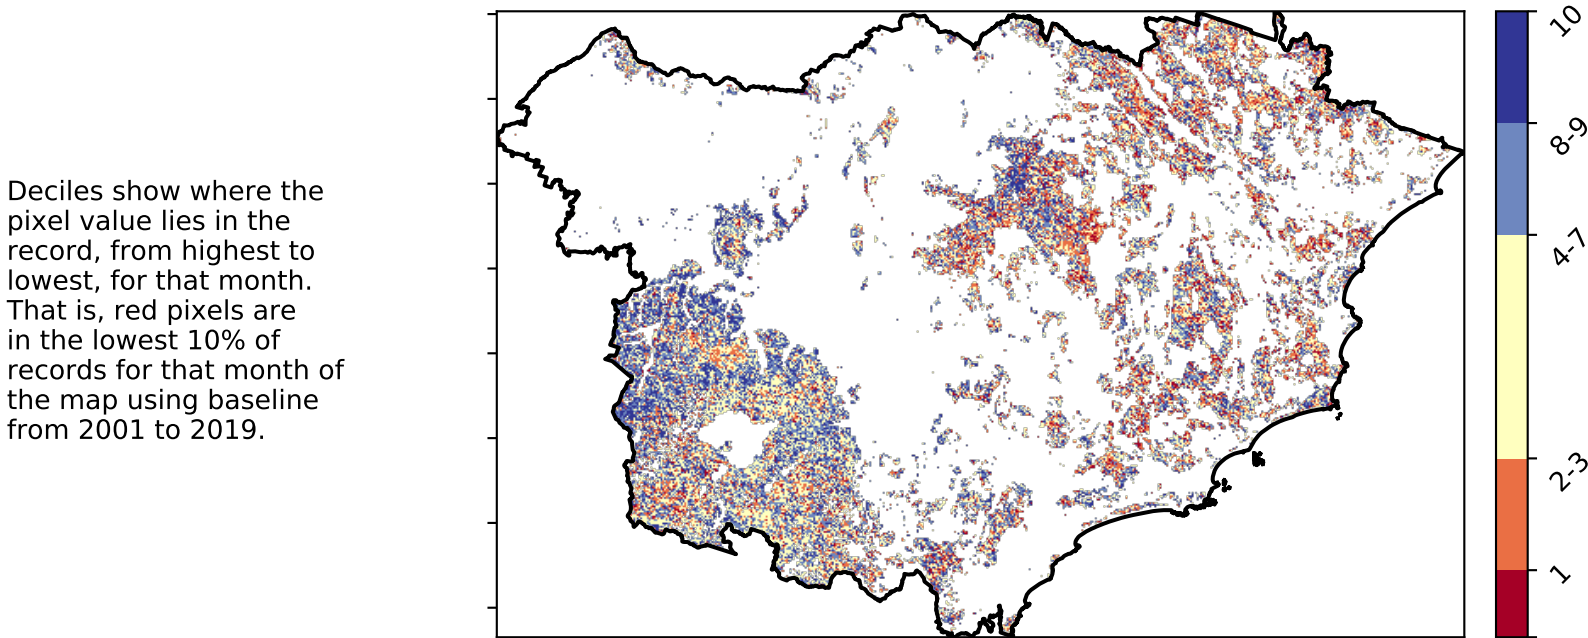 Deciles show where the
pixel value lies in the
record, from highest to
lowest, for that month.
That is, red pixels are
in the lowest 10% of
records for that month of
the map using baseline
from 2001 to 2019.
10
8-9
4-7
2-3
1